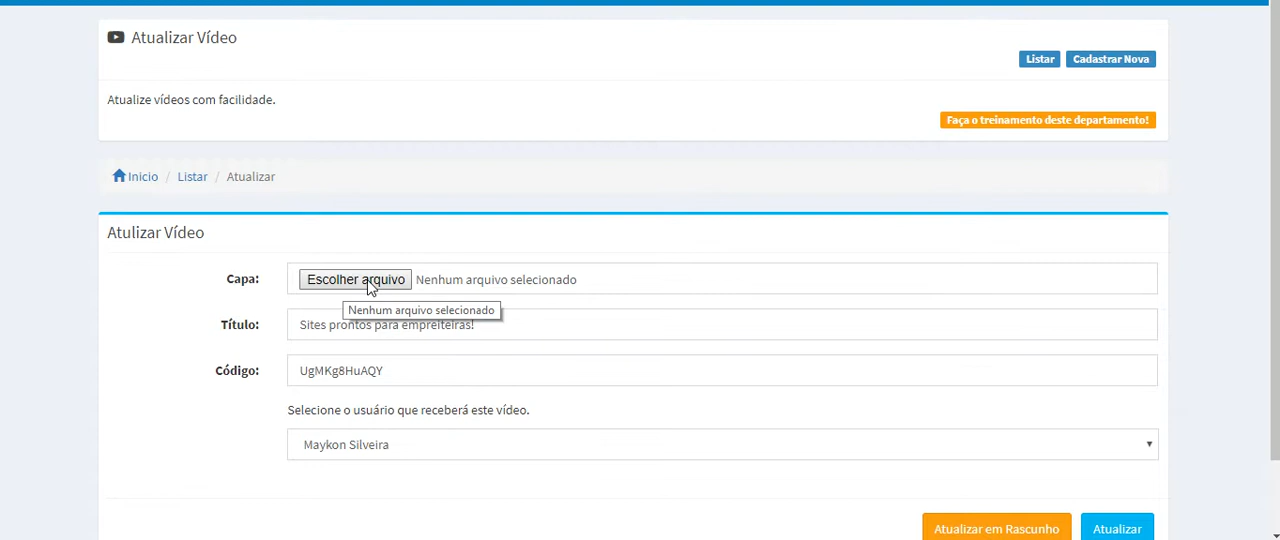 Atualizar Vídeo
Listar Cadastrar Nova
Atualize vídeos com facilidade.
Faça o treinamento deste departamento!
Inicio / Listar / Atualizar
Atulizar Vídeo
Capa: Escolher arquivo Nenhum arquivo selecionado
Nenhum arquivo selecionado
Título: Sites prontos para empreiteiras!
Código: UgMKg8HuAQY
Selecione o usuário que receberá este vídeo.
Maykon Silveira
Atualizar em Rascunho Atualizar